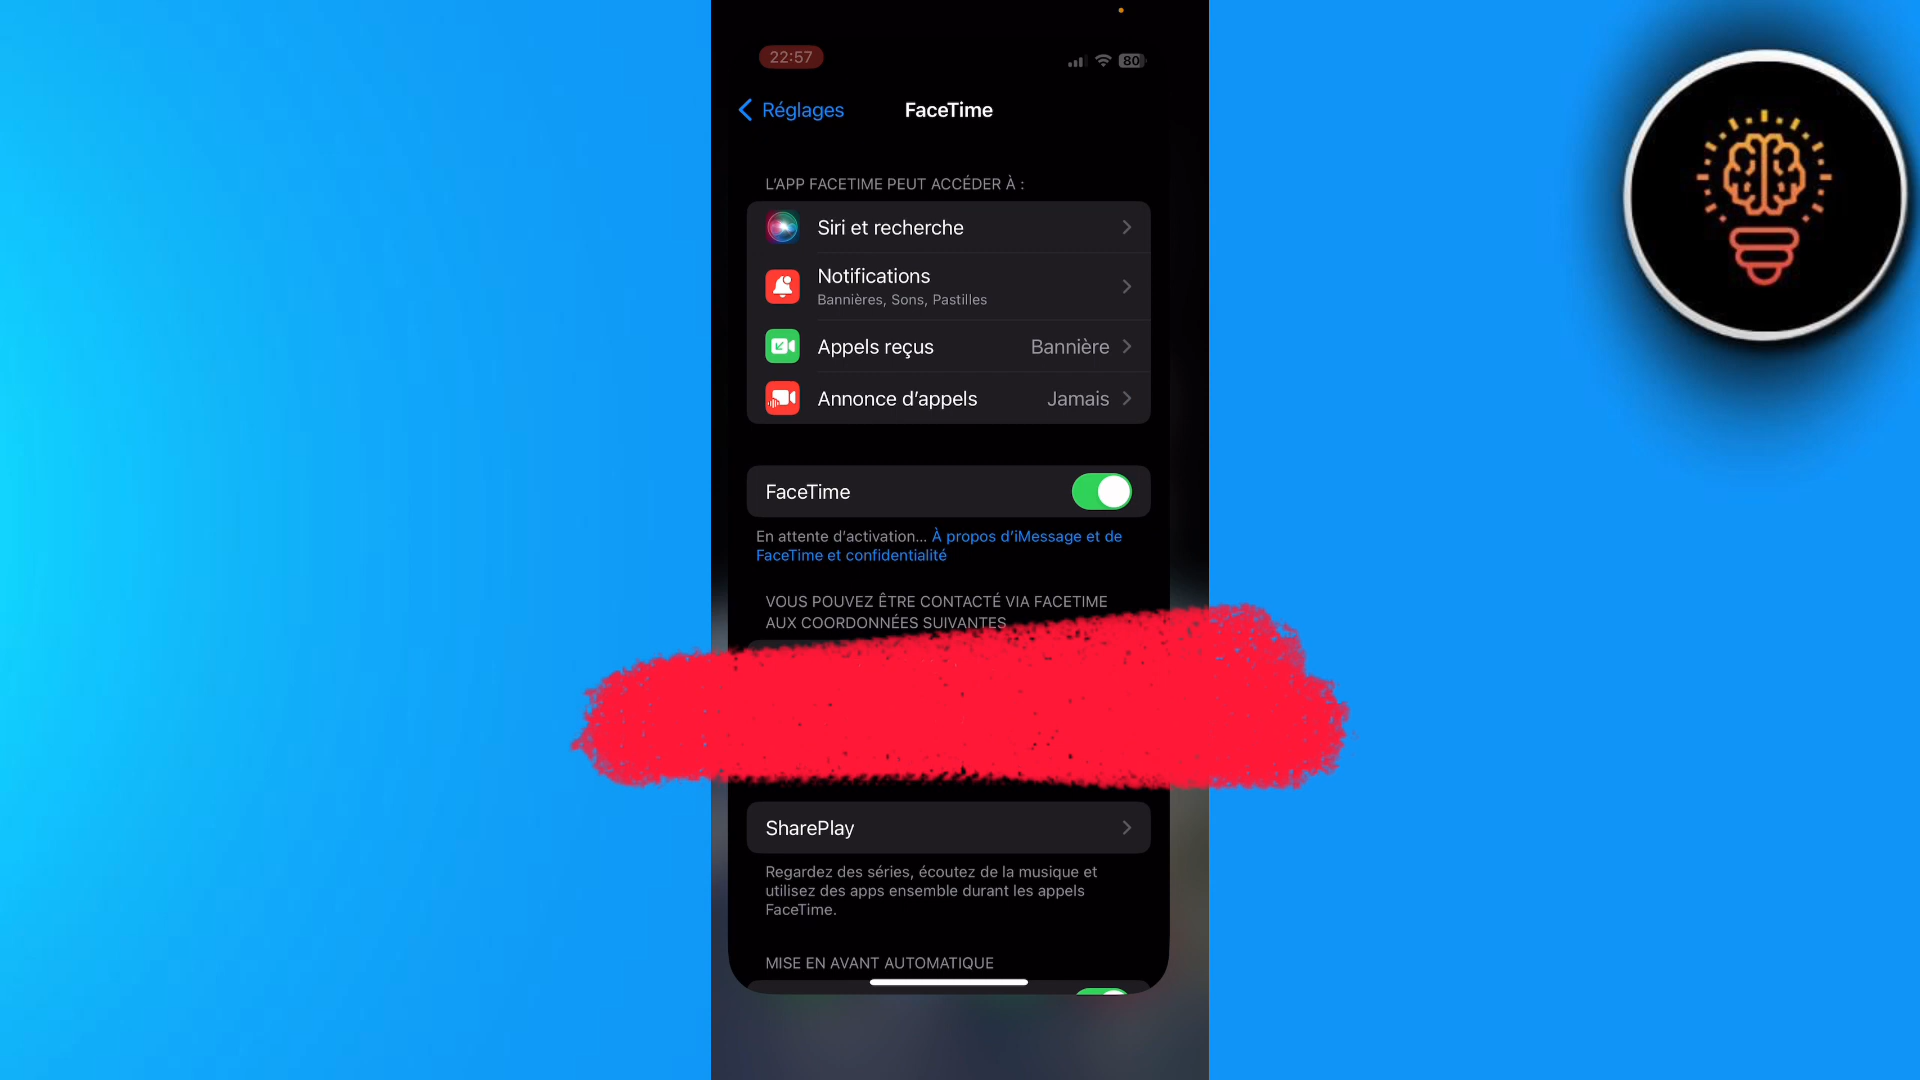 22:57
80
Réglages
FaceTime
L’APP FACETIME PEUT ACCÉDER À :
Siri et recherche
Notifications
Bannières, Sons, Pastilles
Appels reçus
Bannière
Annonce d’appels
Jamais
FaceTime
En attente d’activation... À propos d’iMessage et de
FaceTime et confidentialité
VOUS POUVEZ ÊTRE CONTACTÉ VIA FACETIME
AUX COORDONNÉES SUIVANTES
SharePlay
Regardez des séries, écoutez de la musique et
utilisez des apps ensemble durant les appels
FaceTime.
MISE EN AVANT AUTOMATIQUE